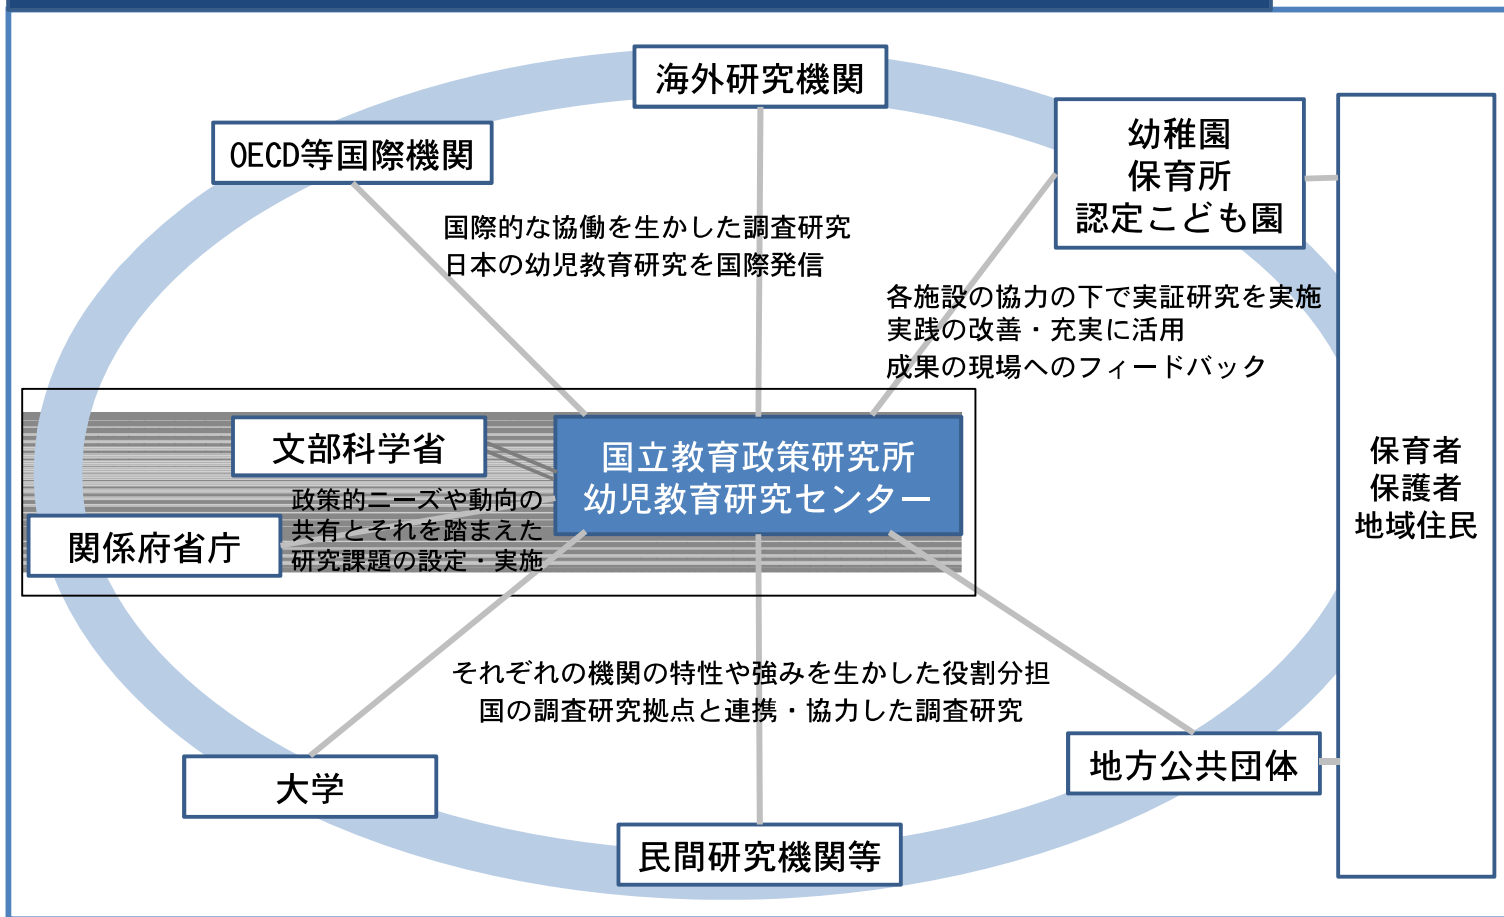 海外研究機関
OECD等国際機関
幼稚園
保育所
認定こども園
国際的な協働を生かした調査研究
日本の幼児教育研究を国際発信
各施設の協力の下で実証研究を実施
実践の改善・充実に活用
成果の現場へのフィードバック
文部科学省
国立教育政策研究所
幼児教育研究センター
保育者
保護者
地域住民
政策的ニーズや動向の
共有とそれを踏まえた
研究課題の設定・実施
関係府省庁
それぞれの機関の特性や強みを生かした役割分担
国の調査研究拠点と連携・協力した調査研究
大学
地方公共団体
民間研究機関等